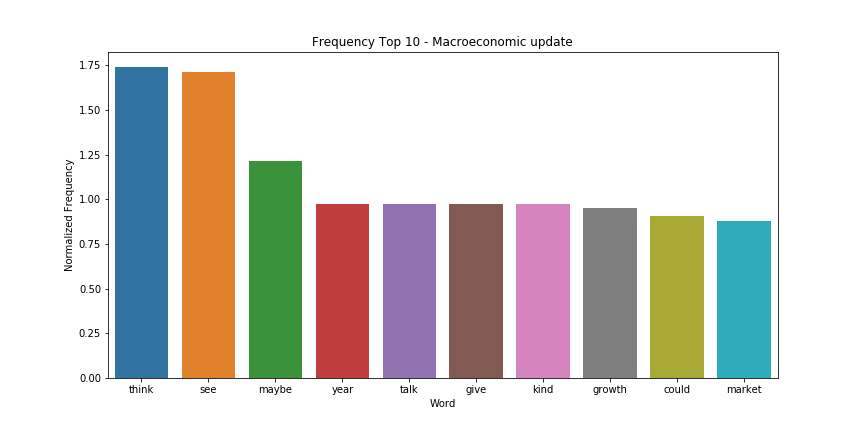 Frequency Top 10 - Macroeconomic update
Normalized Frequency
1.75
1.50
1.25
1.00
0.75
0.50
0.25
0.00
think see maybe year talk give kind growth could market
Word